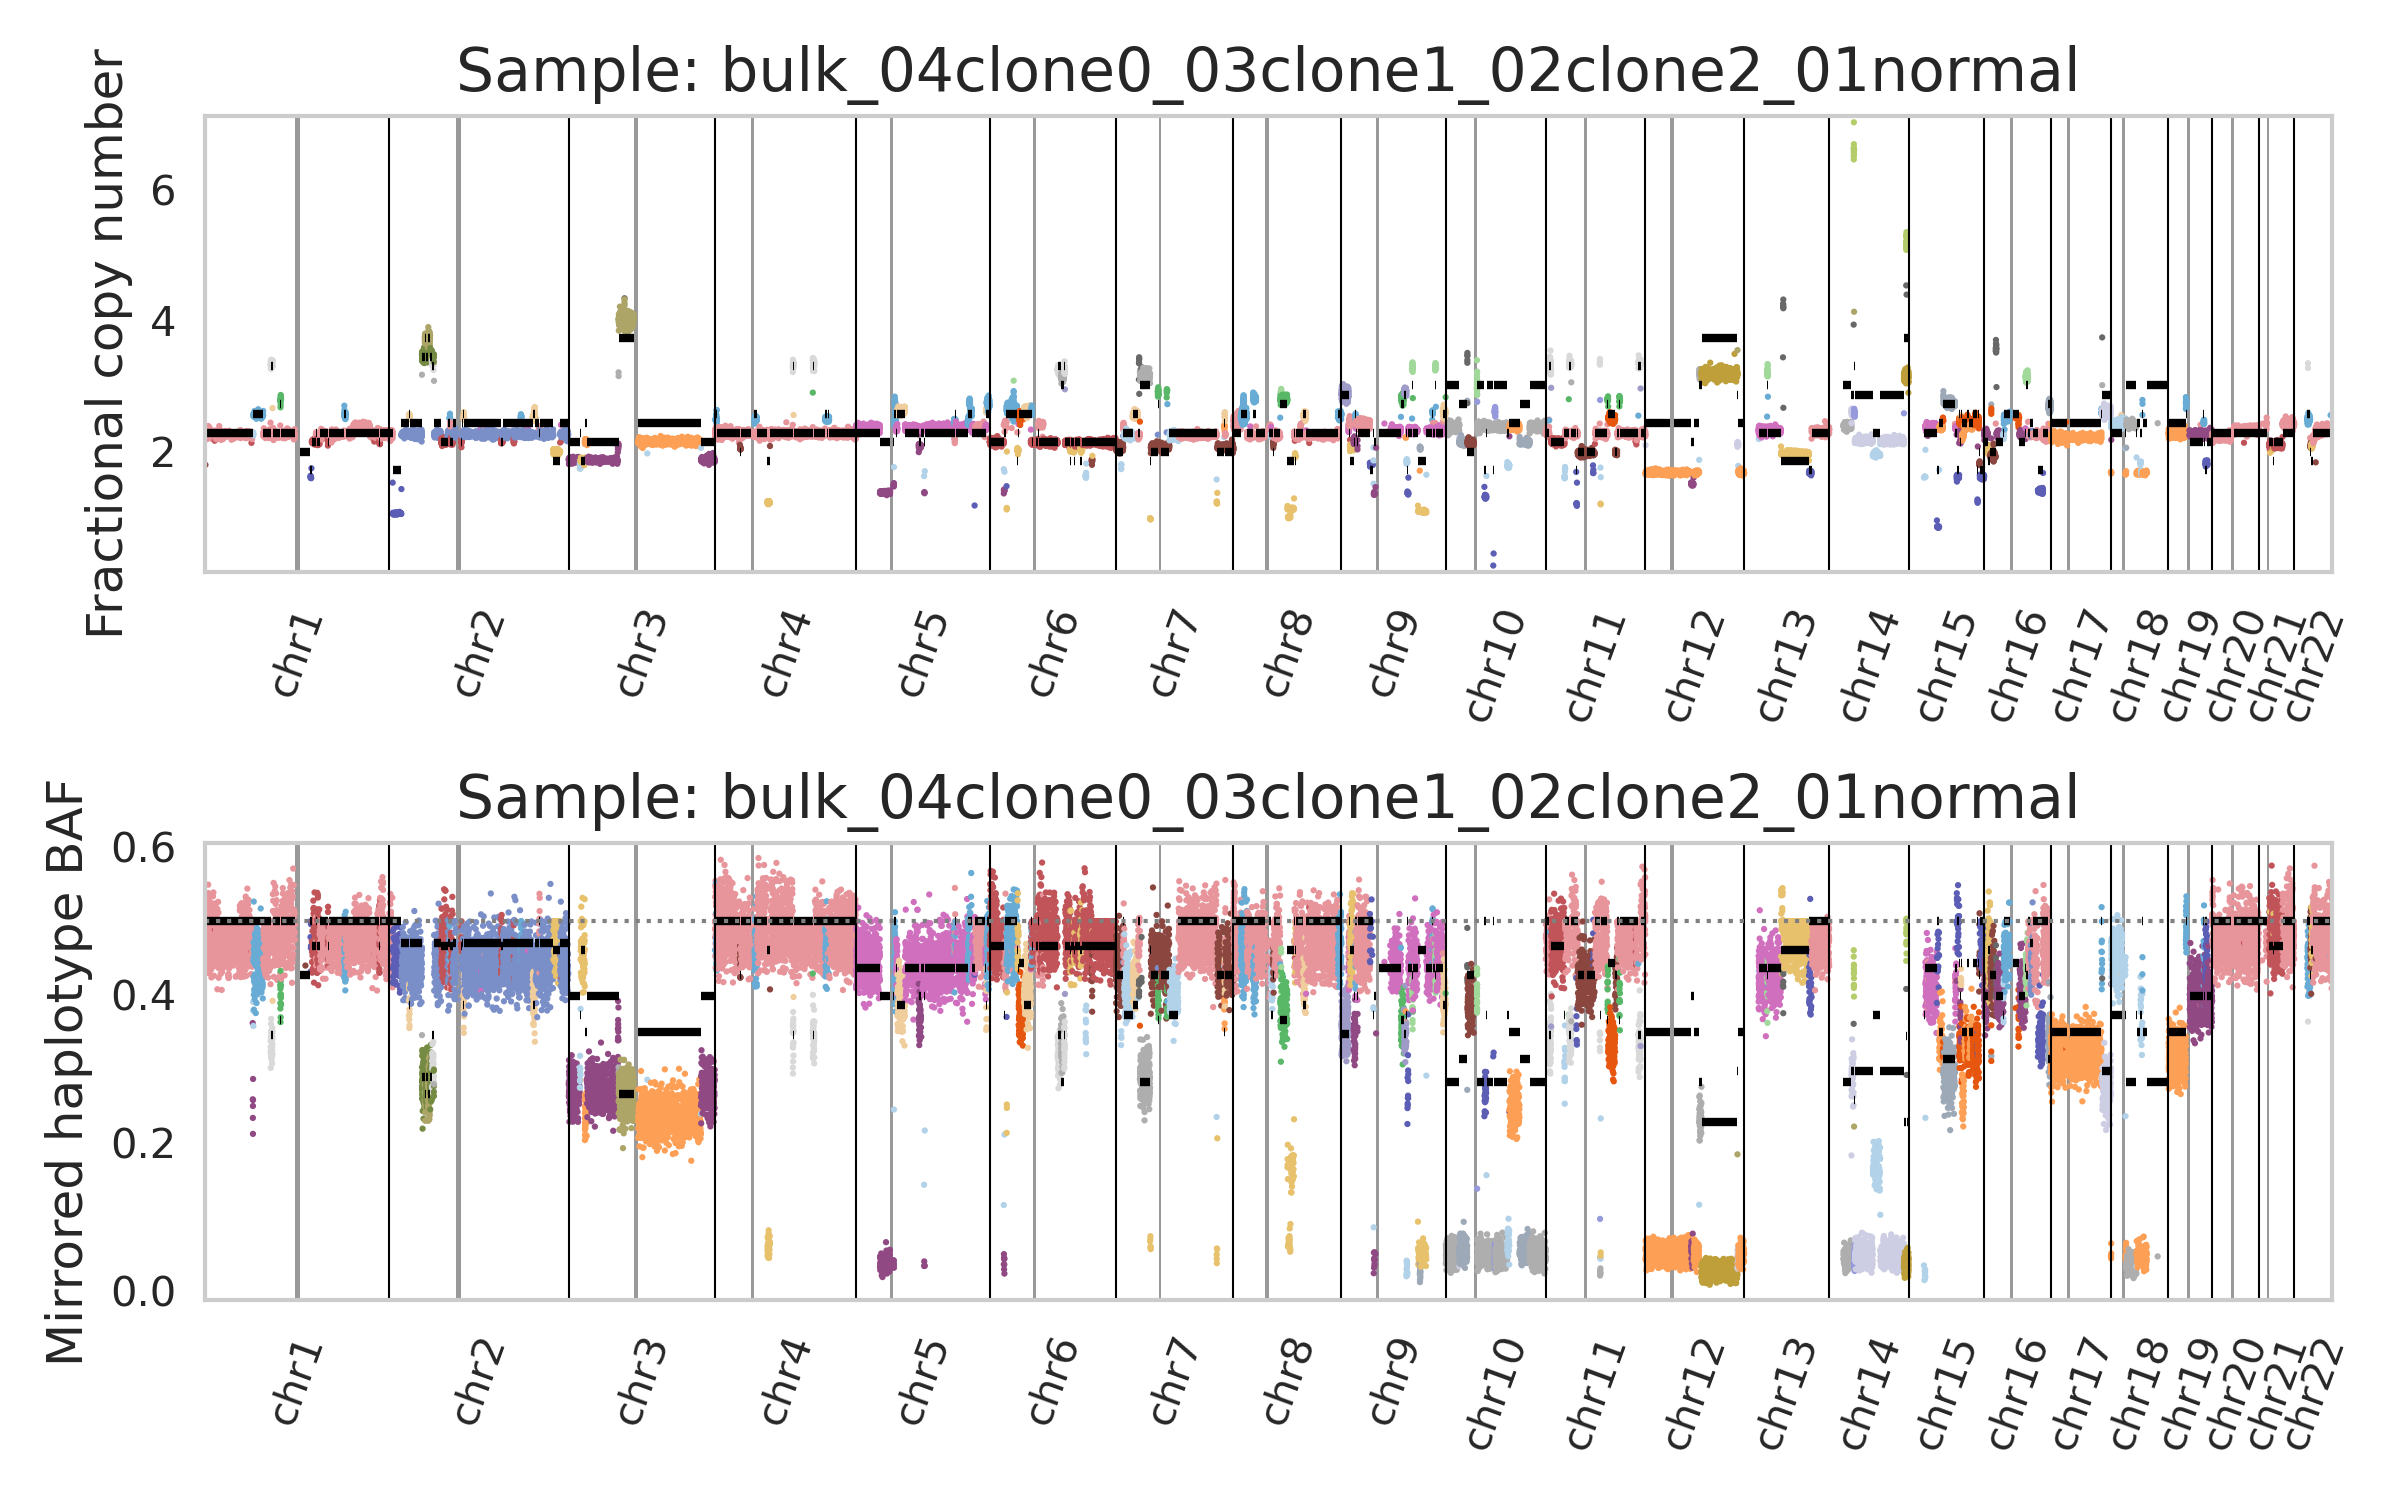 Sample: bulk_04clone0_03clone1_02clone2_01normal
Fractional copy number
6
4
2
chr1 chr2 chr3 chr4 chr5 chr6 chr7 chr8 chr9 chr10 chr11 chr12 chr13 chr14 chr15 chr16 chr17 chr18 chr19 chr20 chr21 chr22
Sample: bulk_04clone0_03clone1_02clone2_01normal
Mirrored haplotype BAF
0.6
0.4
0.2
0.0
chr1 chr2 chr3 chr4 chr5 chr6 chr7 chr8 chr9 chr10 chr11 chr12 chr13 chr14 chr15 chr16 chr17 chr18 chr19 chr20 chr21 chr22